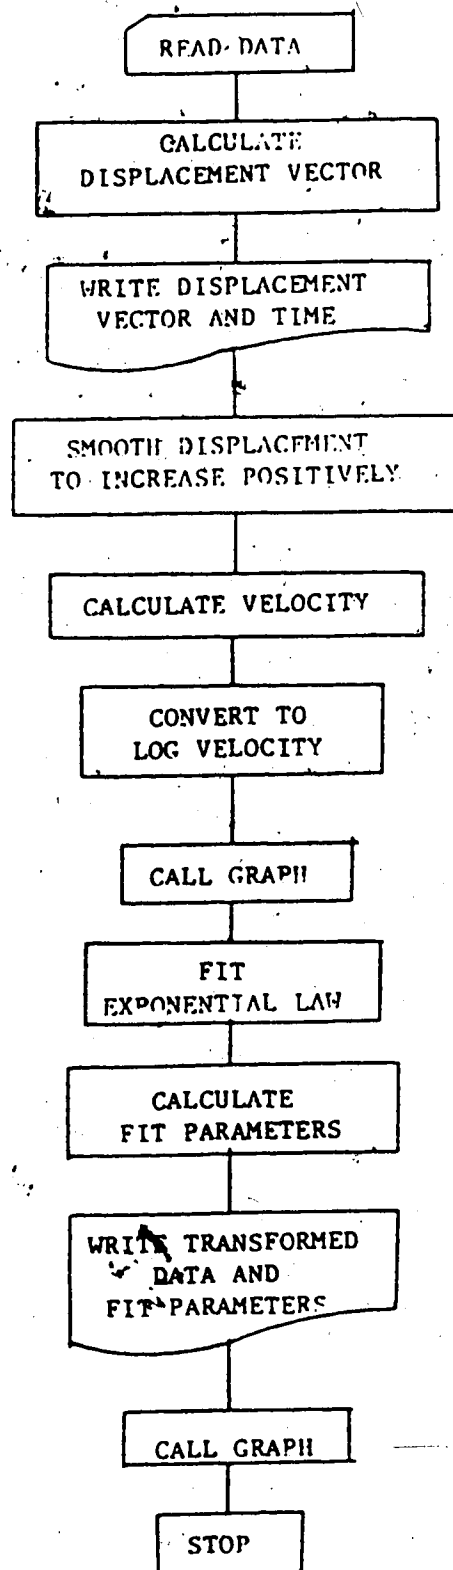 READ DATA
CALCULATE
DISPLACEMENT VECTOR
WRITE DISPLACEMENT
VECTOR AND TIME
SMOOTH DISPLACEMENT
TO INCREASE POSITIVELY
CALCULATE VELOCITY
CONVERT TO
LOG VELOCITY
CALL GRAPH
FIT
EXPONENTIAL LAW
CALCULATE
FIT PARAMETERS
WRITE TRANSFORMED
DATA AND
FIT PARAMETERS
CALL GRAPH
STOP